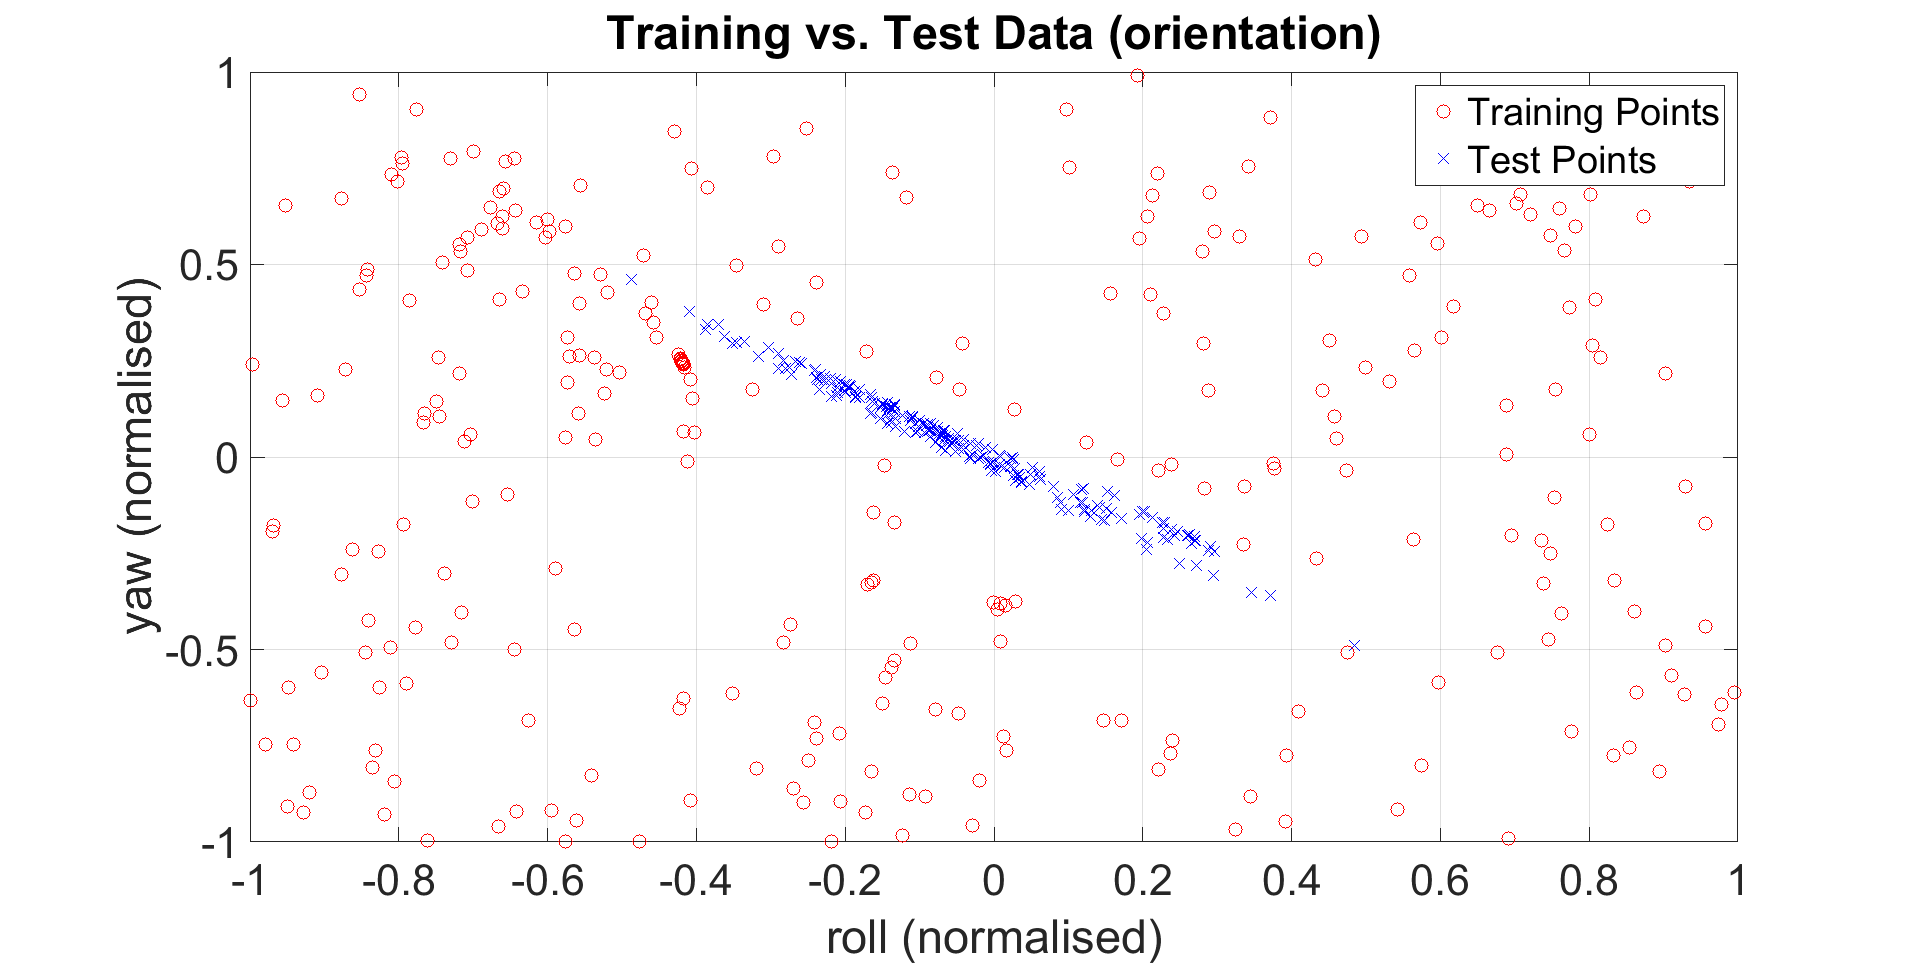 Training vs. Test Data (orientation)
Training Points
Test Points
yaw (normalised)
1
0.5
0
-0.5
-1
-1 -0.8 -0.6 -0.4 -0.2 0 0.2 0.4 0.6 0.8 1
roll (normalised)